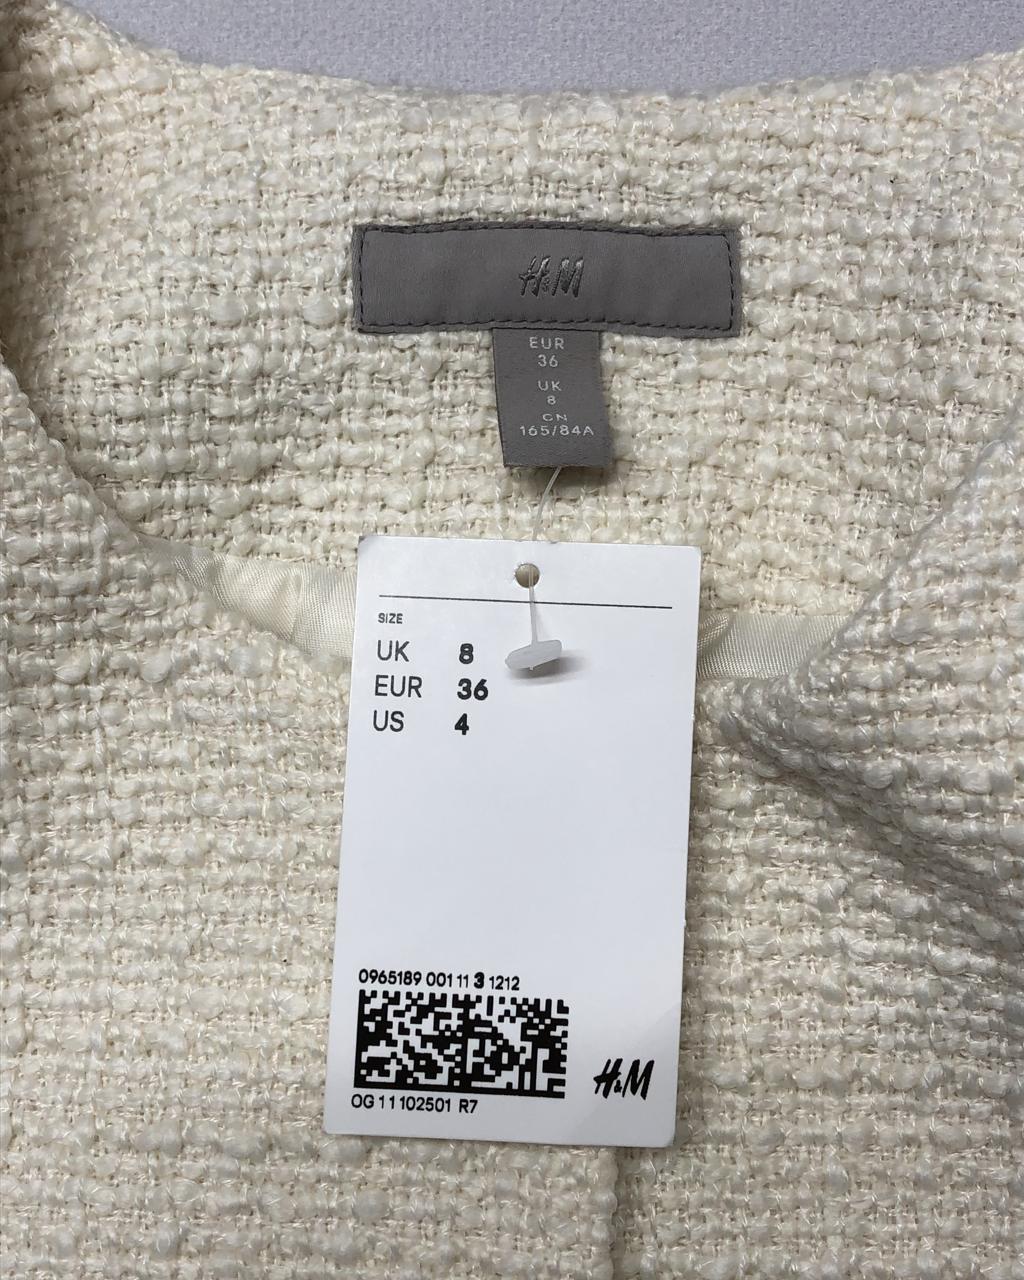 H&M
EUR
36
UK
8
CN
165/84A
SIZE
UK 8
EUR 36
US 4
0965189 001 11 3 1212
OG 11 102501 R7
H&M